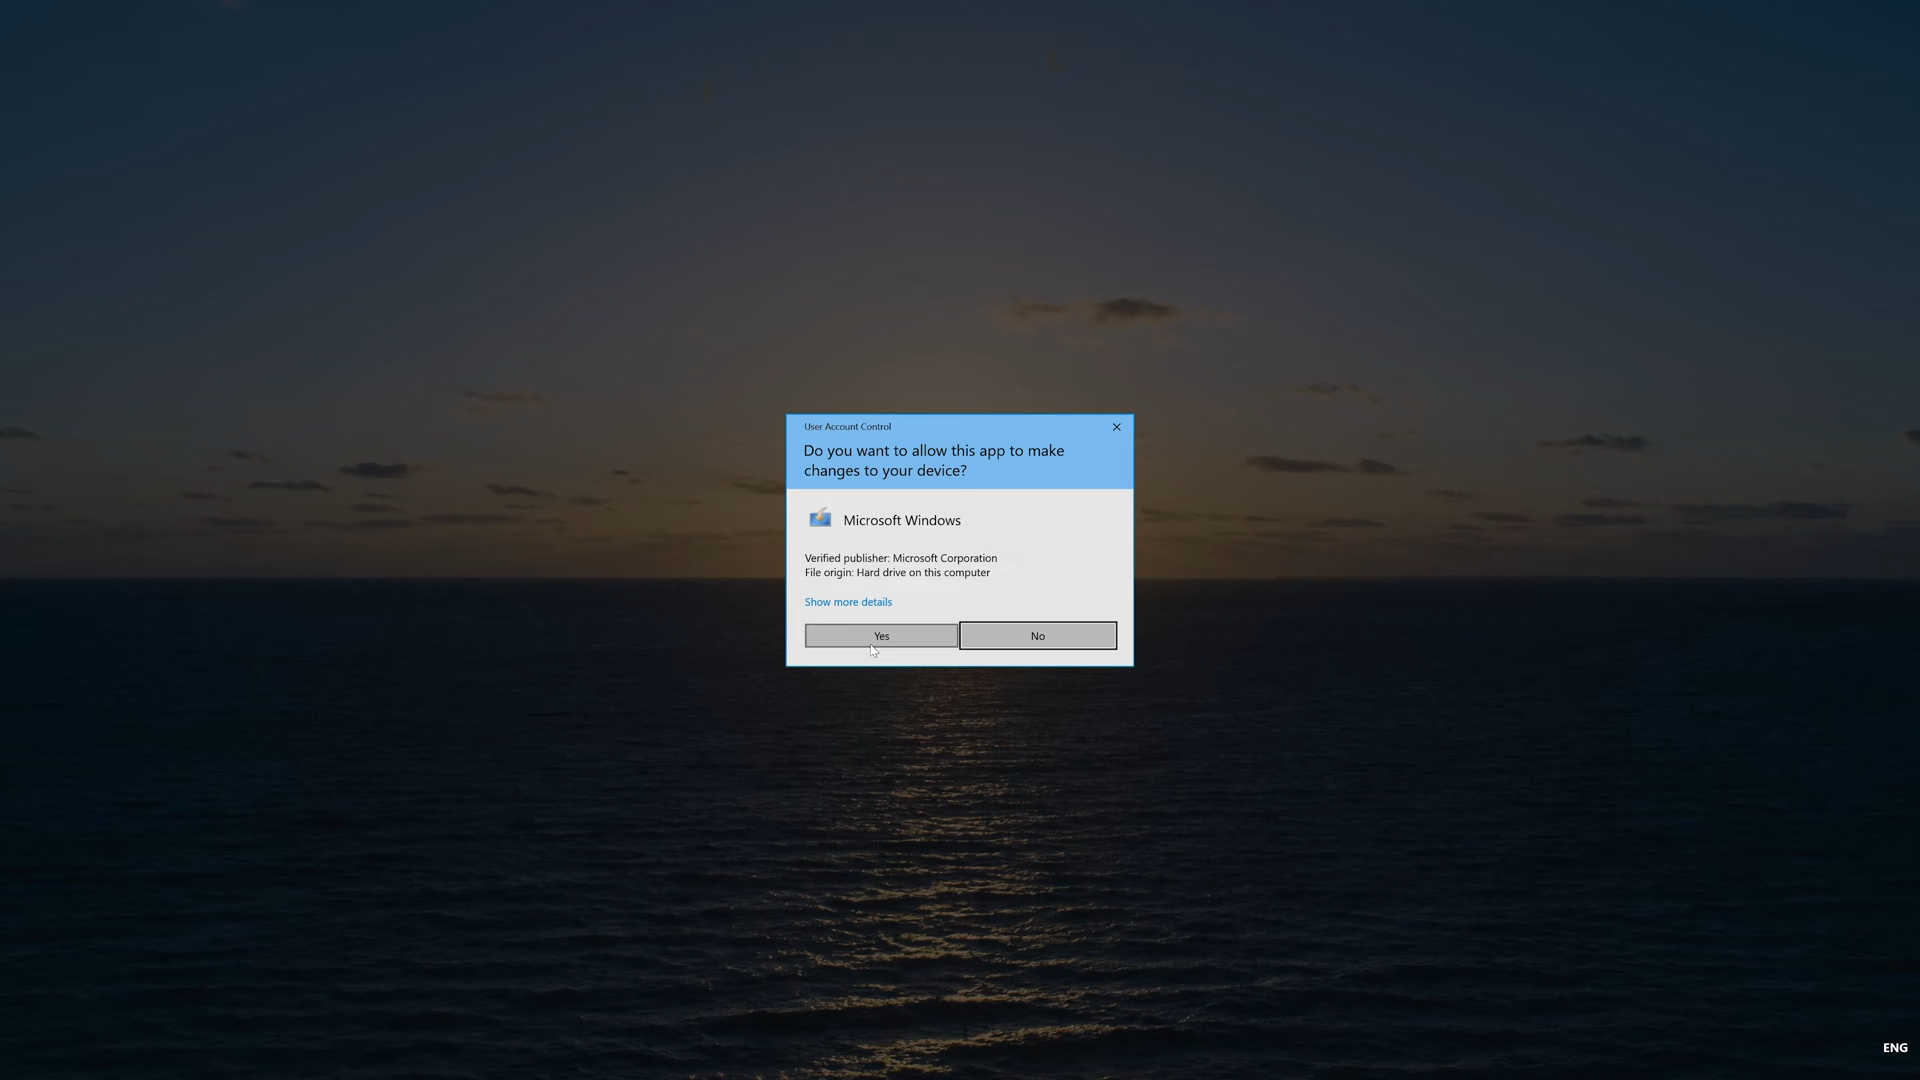 User Account Control
Do you want to allow this app to make
changes to your device?
Microsoft Windows
Verified publisher: Microsoft Corporation
File origin: Hard drive on this computer
Show more details
Yes
No
ENG